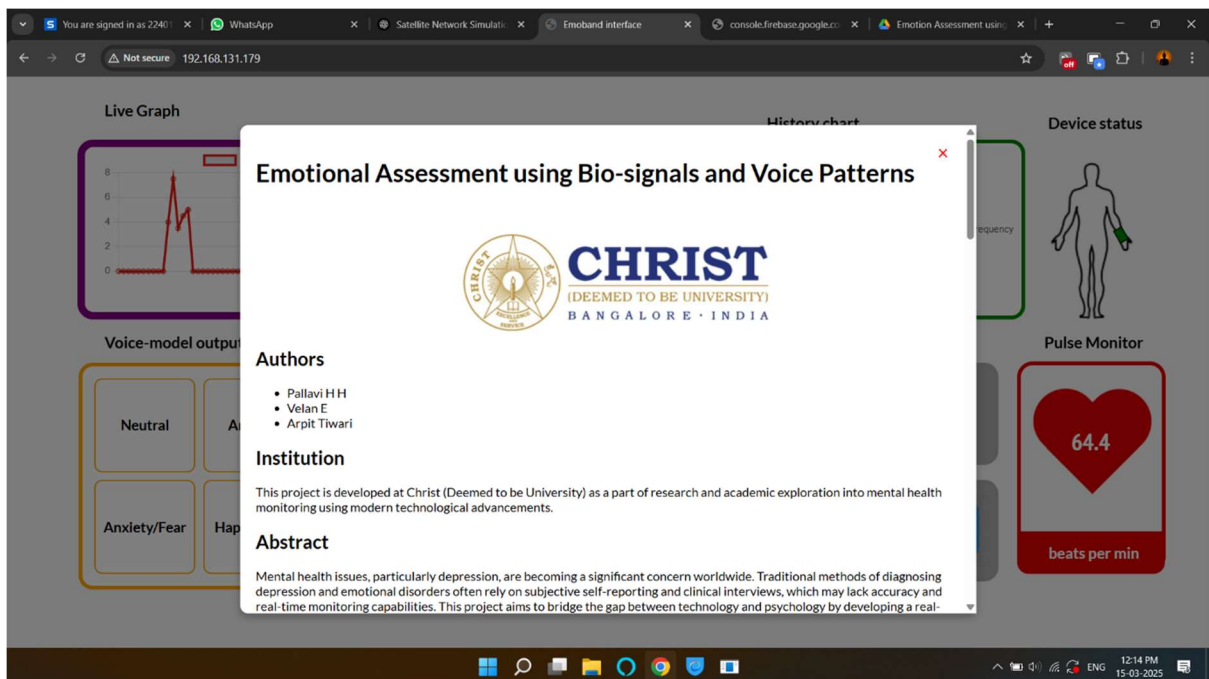 You are signed in as 22401
WhatsApp
Satellite Network Simulatio
Emoband interface
console.firebase.google.co
Emotion Assessment using
Not secure
192.168.131.179
off
Live Graph
History chart
Device status
8
6
4
2
0
equency
Emotional Assessment using Bio-signals and Voice Patterns
CHRIST
EXCELLENCE
AND
SERVICE
CHRIST
(DEEMED TO BE UNIVERSITY)
BANGALORE · INDIA
Authors
• Pallavi H H
• Velan E
• Arpit Tiwari
Institution
This project is developed at Christ (Deemed to be University) as a part of research and academic exploration into mental health
monitoring using modern technological advancements.
Abstract
Mental health issues, particularly depression, are becoming a significant concern worldwide. Traditional methods of diagnosing
depression and emotional disorders often rely on subjective self-reporting and clinical interviews, which may lack accuracy and
real-time monitoring capabilities. This project aims to bridge the gap between technology and psychology by developing a real-
Voice-model output
Neutral
A
Anxiety/Fear
Hap
Pulse Monitor
64.4
beats per min
ENG
12:14 PM
15-03-2025